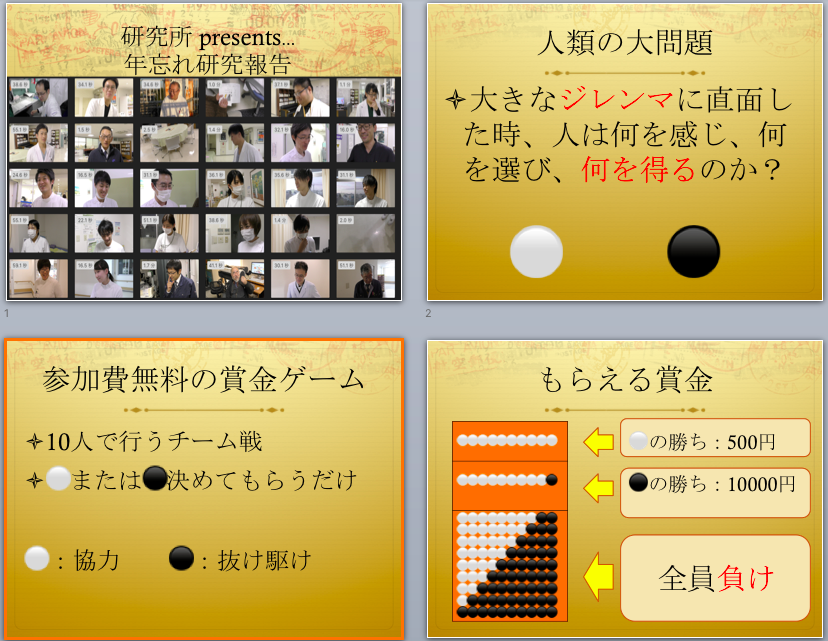 研究所 presents...
年忘れ研究報告
1
人類の大問題
大きなジレンマに直面し
た時、人は何を感じ、何
を選び、何を得るのか？
2
参加費無料の賞金ゲーム
10人で行うチーム戦
または決めてもらうだけ
：協力
：抜け駆け
もらえる賞金
の勝ち：500円
の勝ち：10000円
全員負け